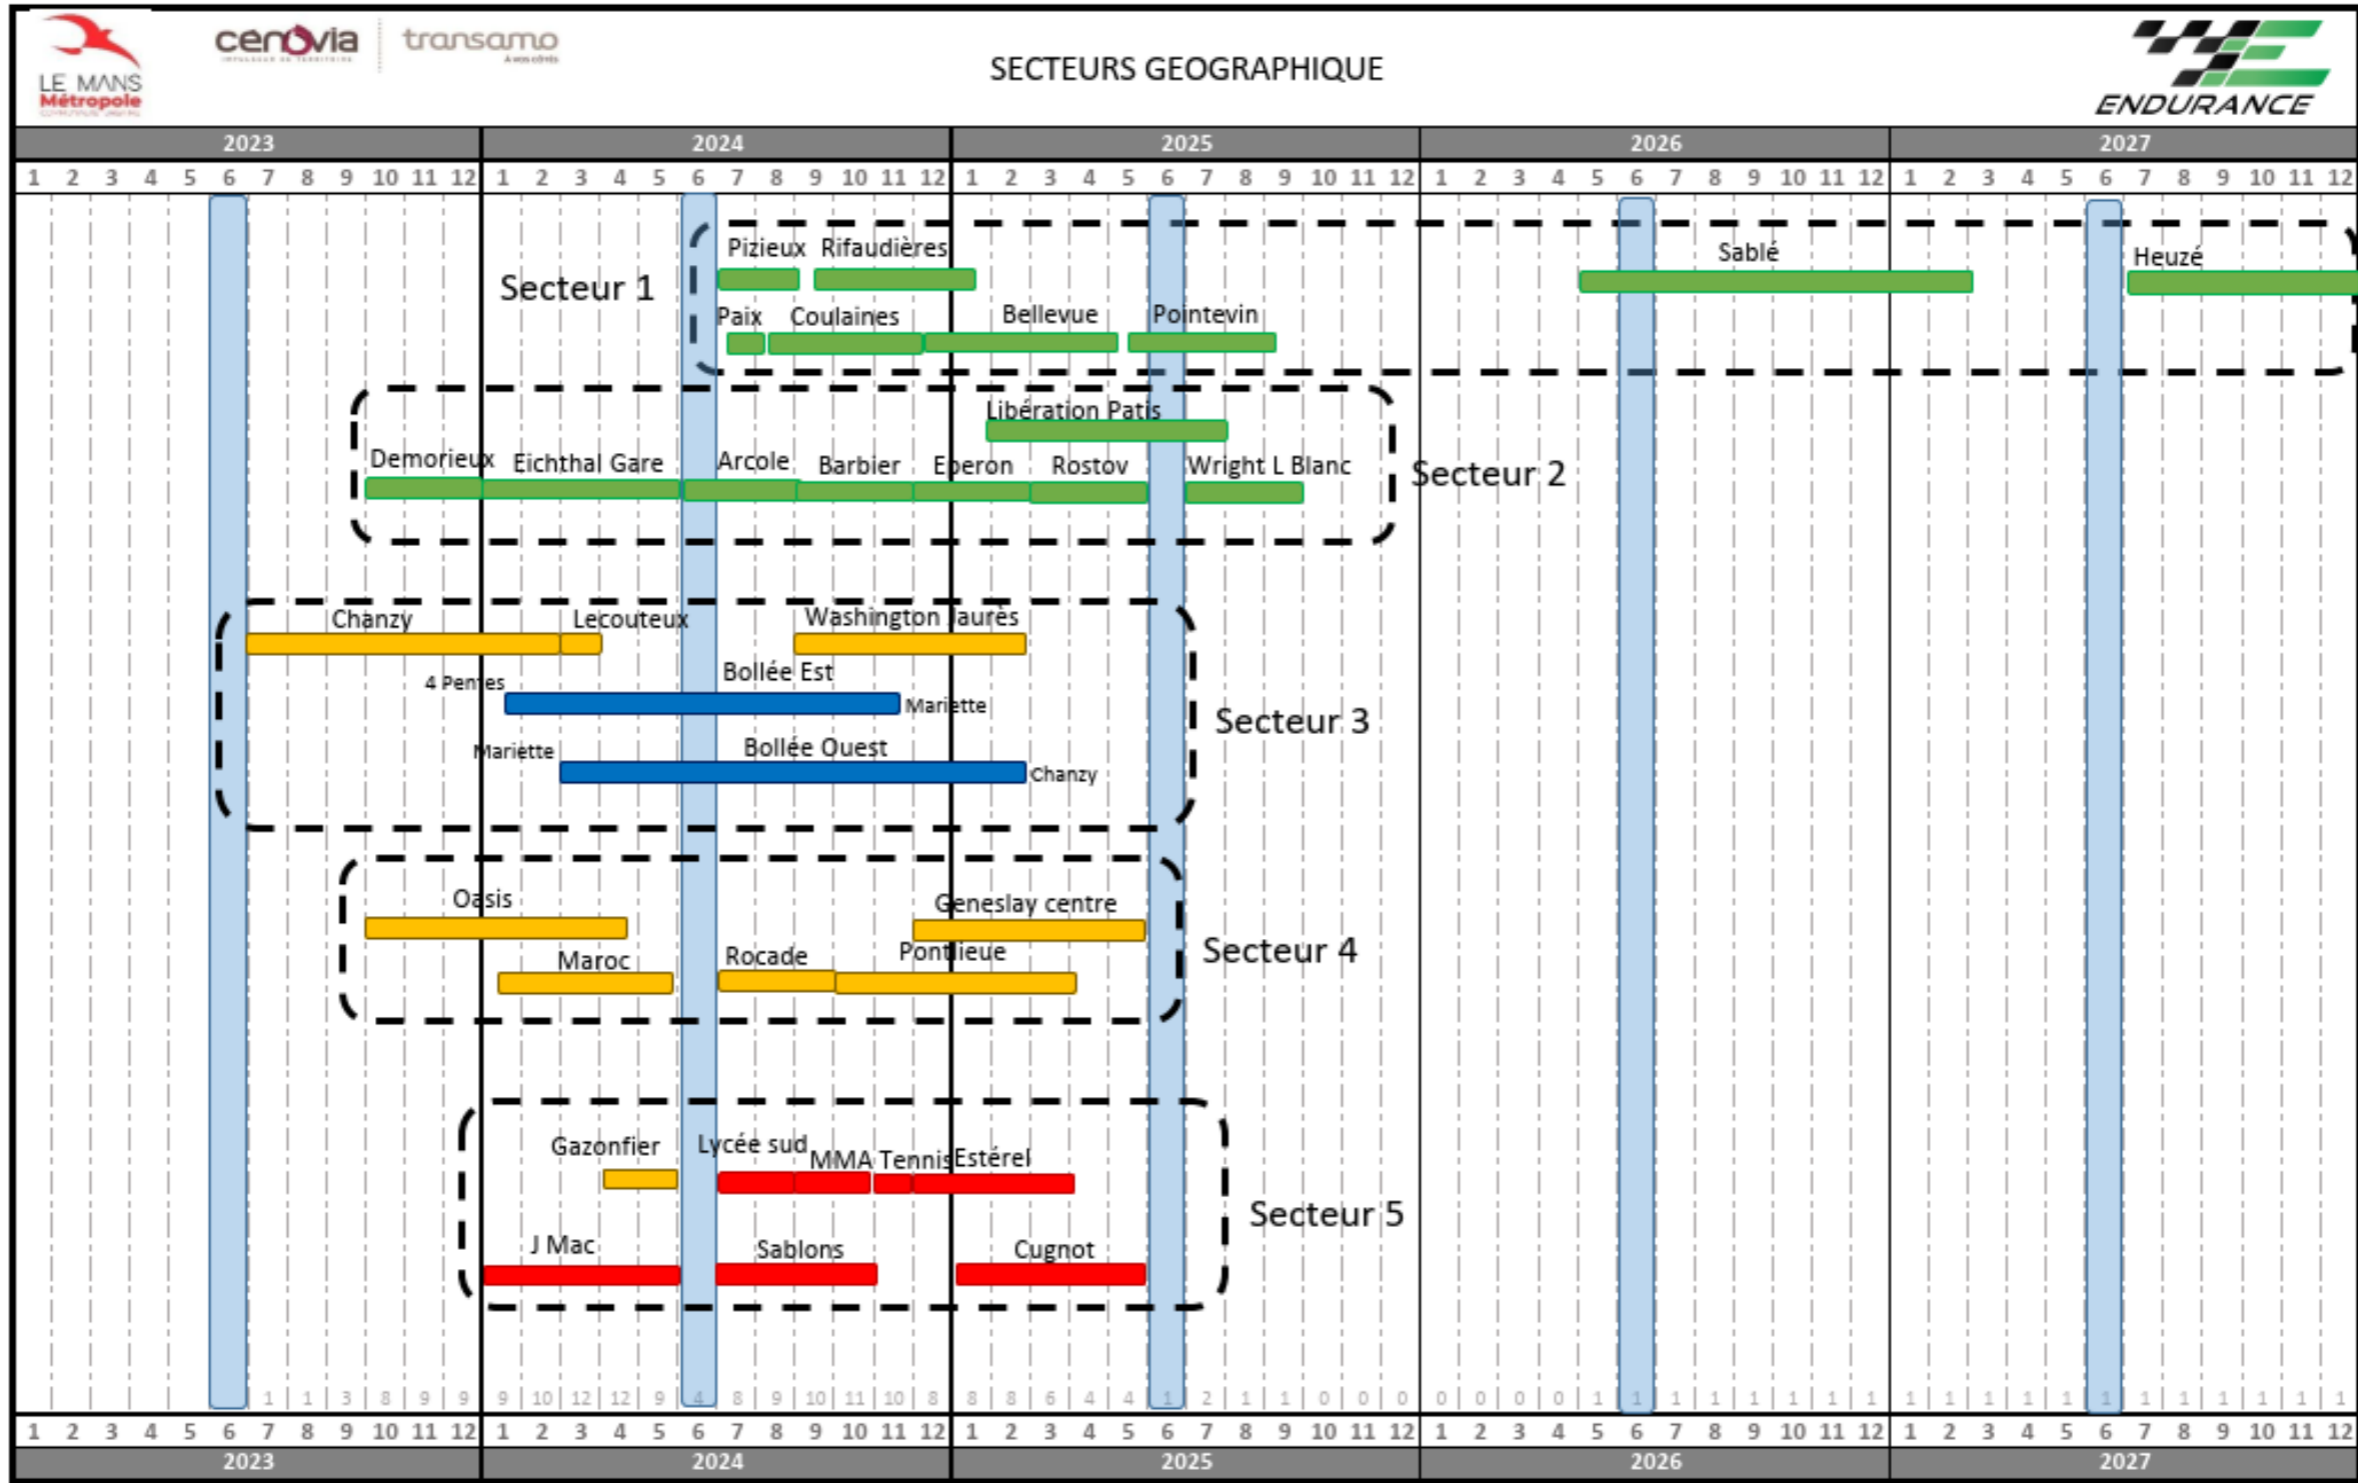 LE MANS
Métropole
cénovia
transamo
À vos côtés
SECTEURS GEOGRAPHIQUE
ENDURANCE
2023 2024 2025 2026 2027
1 2 3 4 5 6 7 8 9 10 11 12 1 2 3 4 5 6 7 8 9 10 11 12 1 2 3 4 5 6 7 8 9 10 11 12 1 2 3 4 5 6 7 8 9 10 11 12 1 2 3 4 5 6 7 8 9 10 11 12
Pizieux Rifaudières Sablé Heuzé
Secteur 1
Paix Coulaines Bellevue Pointevin
Libération Patis
Demorieux Eichthal Gare Arcole Barbier Eperon Rostov Wright L Blanc
Secteur 2
Chanzy Lecouteux Washington Jaurès
4 Pentes Bollée Est Mariette
Secteur 3
Mariette Bollée Ouest Chanzy
Oasis Geneslay centre
Maroc Rocade Pontlieue
Secteur 4
Gazonfier Lycée sud MMA Tennis Estérel
Secteur 5
J Mac Sablons Cugnot
1 1 3 8 9 9 9 10 12 12 9 4 8 9 10 11 10 8 8 8 6 4 4 1 2 1 1 0 0 0 0 0 0 0 1 1 1 1 1 1 1 1 1 1 1 1 1 1 1 1 1 1 1 1
1 2 3 4 5 6 7 8 9 10 11 12 1 2 3 4 5 6 7 8 9 10 11 12 1 2 3 4 5 6 7 8 9 10 11 12 1 2 3 4 5 6 7 8 9 10 11 12 1 2 3 4 5 6 7 8 9 10 11 12
2023 2024 2025 2026 2027